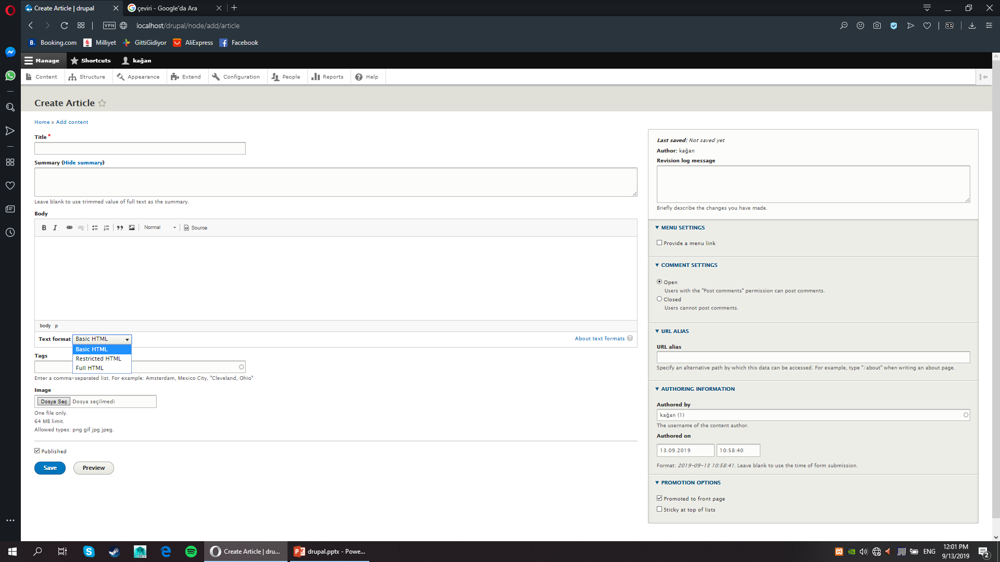 Create Article | drupal
çeviri - Google'da Ara
VPN
localhost/drupal/node/add/article
B. Booking.com
Milliyet
GittiGidiyor
AliExpress
Facebook
Manage
Shortcuts
kağan
Content
Structure
Appearance
Extend
Configuration
People
Reports
Help
Create Article
Home » Add content
Title *
Summary (Hide summary)
Leave blank to use trimmed value of full text as the summary.
Body
B I
Normal
Source
body p
Text format Basic HTML
Basic HTML
Restricted HTML
Full HTML
About text formats ?
Tags
Enter a comma-separated list. For example: Amsterdam, Mexico City, "Cleveland, Ohio"
Image
Dosya Seç Dosya seçilmedi
One file only.
64 MB limit.
Allowed types: png gif jpg jpeg.
Published
Save
Preview
Last saved: Not saved yet
Author: kağan
Revision log message
Briefly describe the changes you have made.
MENU SETTINGS
Provide a menu link
COMMENT SETTINGS
Open
Users with the "Post comments" permission can post comments.
Closed
Users cannot post comments.
URL ALIAS
URL alias
Specify an alternative path by which this data can be accessed. For example, type "/about" when writing an about page.
AUTHORING INFORMATION
Authored by
kağan (1)
The username of the content author.
Authored on
13.09.2019
10:58:40
Format: 2019-09-13 10:58:41. Leave blank to use the time of form submission.
PROMOTION OPTIONS
Promoted to front page
Sticky at top of lists
Create Article | dru...
drupal.pptx - Powe...
ENG
12:01 PM
9/13/2019
2